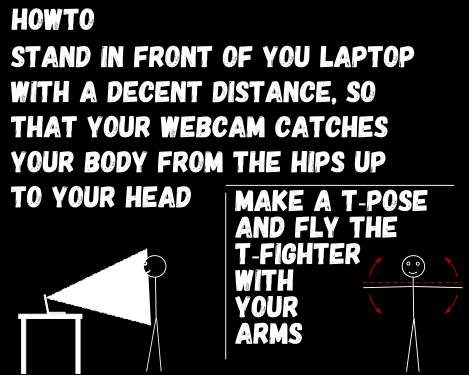 HOWTO
STAND IN FRONT OF YOU LAPTOP
WITH A DECENT DISTANCE, SO
THAT YOUR WEBCAM CATCHES
YOUR BODY FROM THE HIPS UP
TO YOUR HEAD
MAKE A T-POSE
AND FLY THE
T-FIGHTER
WITH
YOUR
ARMS